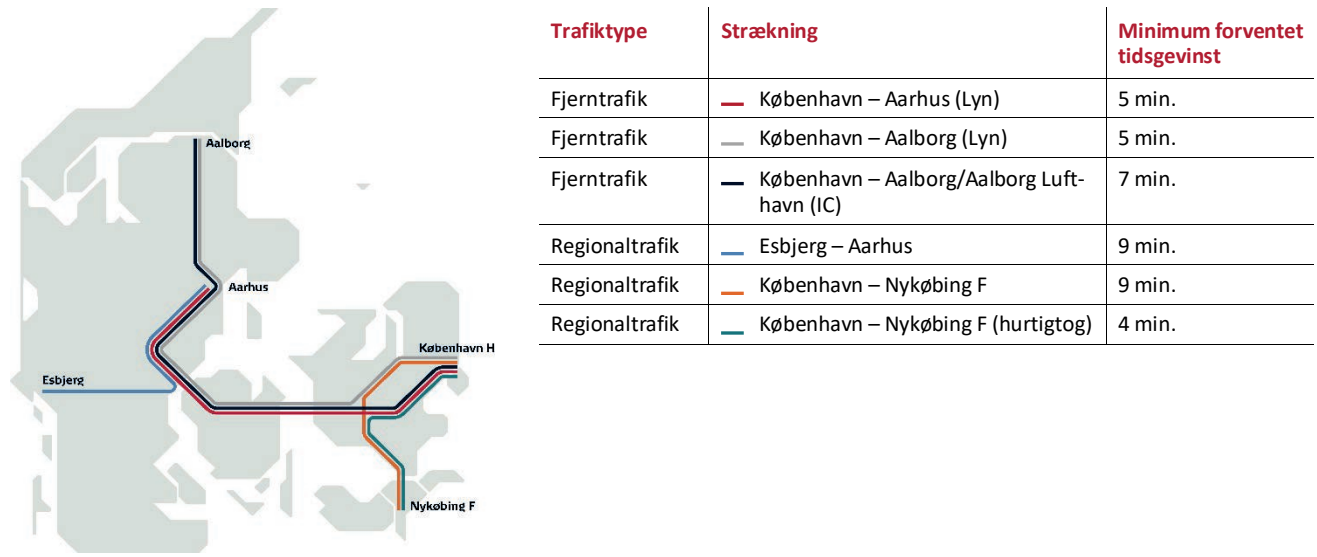 Aalborg
Aarhus
København H
Esbjerg
Nykøbing F
Trafiktype Strækning Minimum forventet
tidsgevinst
Fjerntrafik København – Aarhus (Lyn) 5 min.
Fjerntrafik København – Aalborg (Lyn) 5 min.
Fjerntrafik København – Aalborg/Aalborg Luft- 7 min.
havn (IC)
Regionaltrafik Esbjerg – Aarhus 9 min.
Regionaltrafik København – Nykøbing F 9 min.
Regionaltrafik København – Nykøbing F (hurtigtog) 4 min.